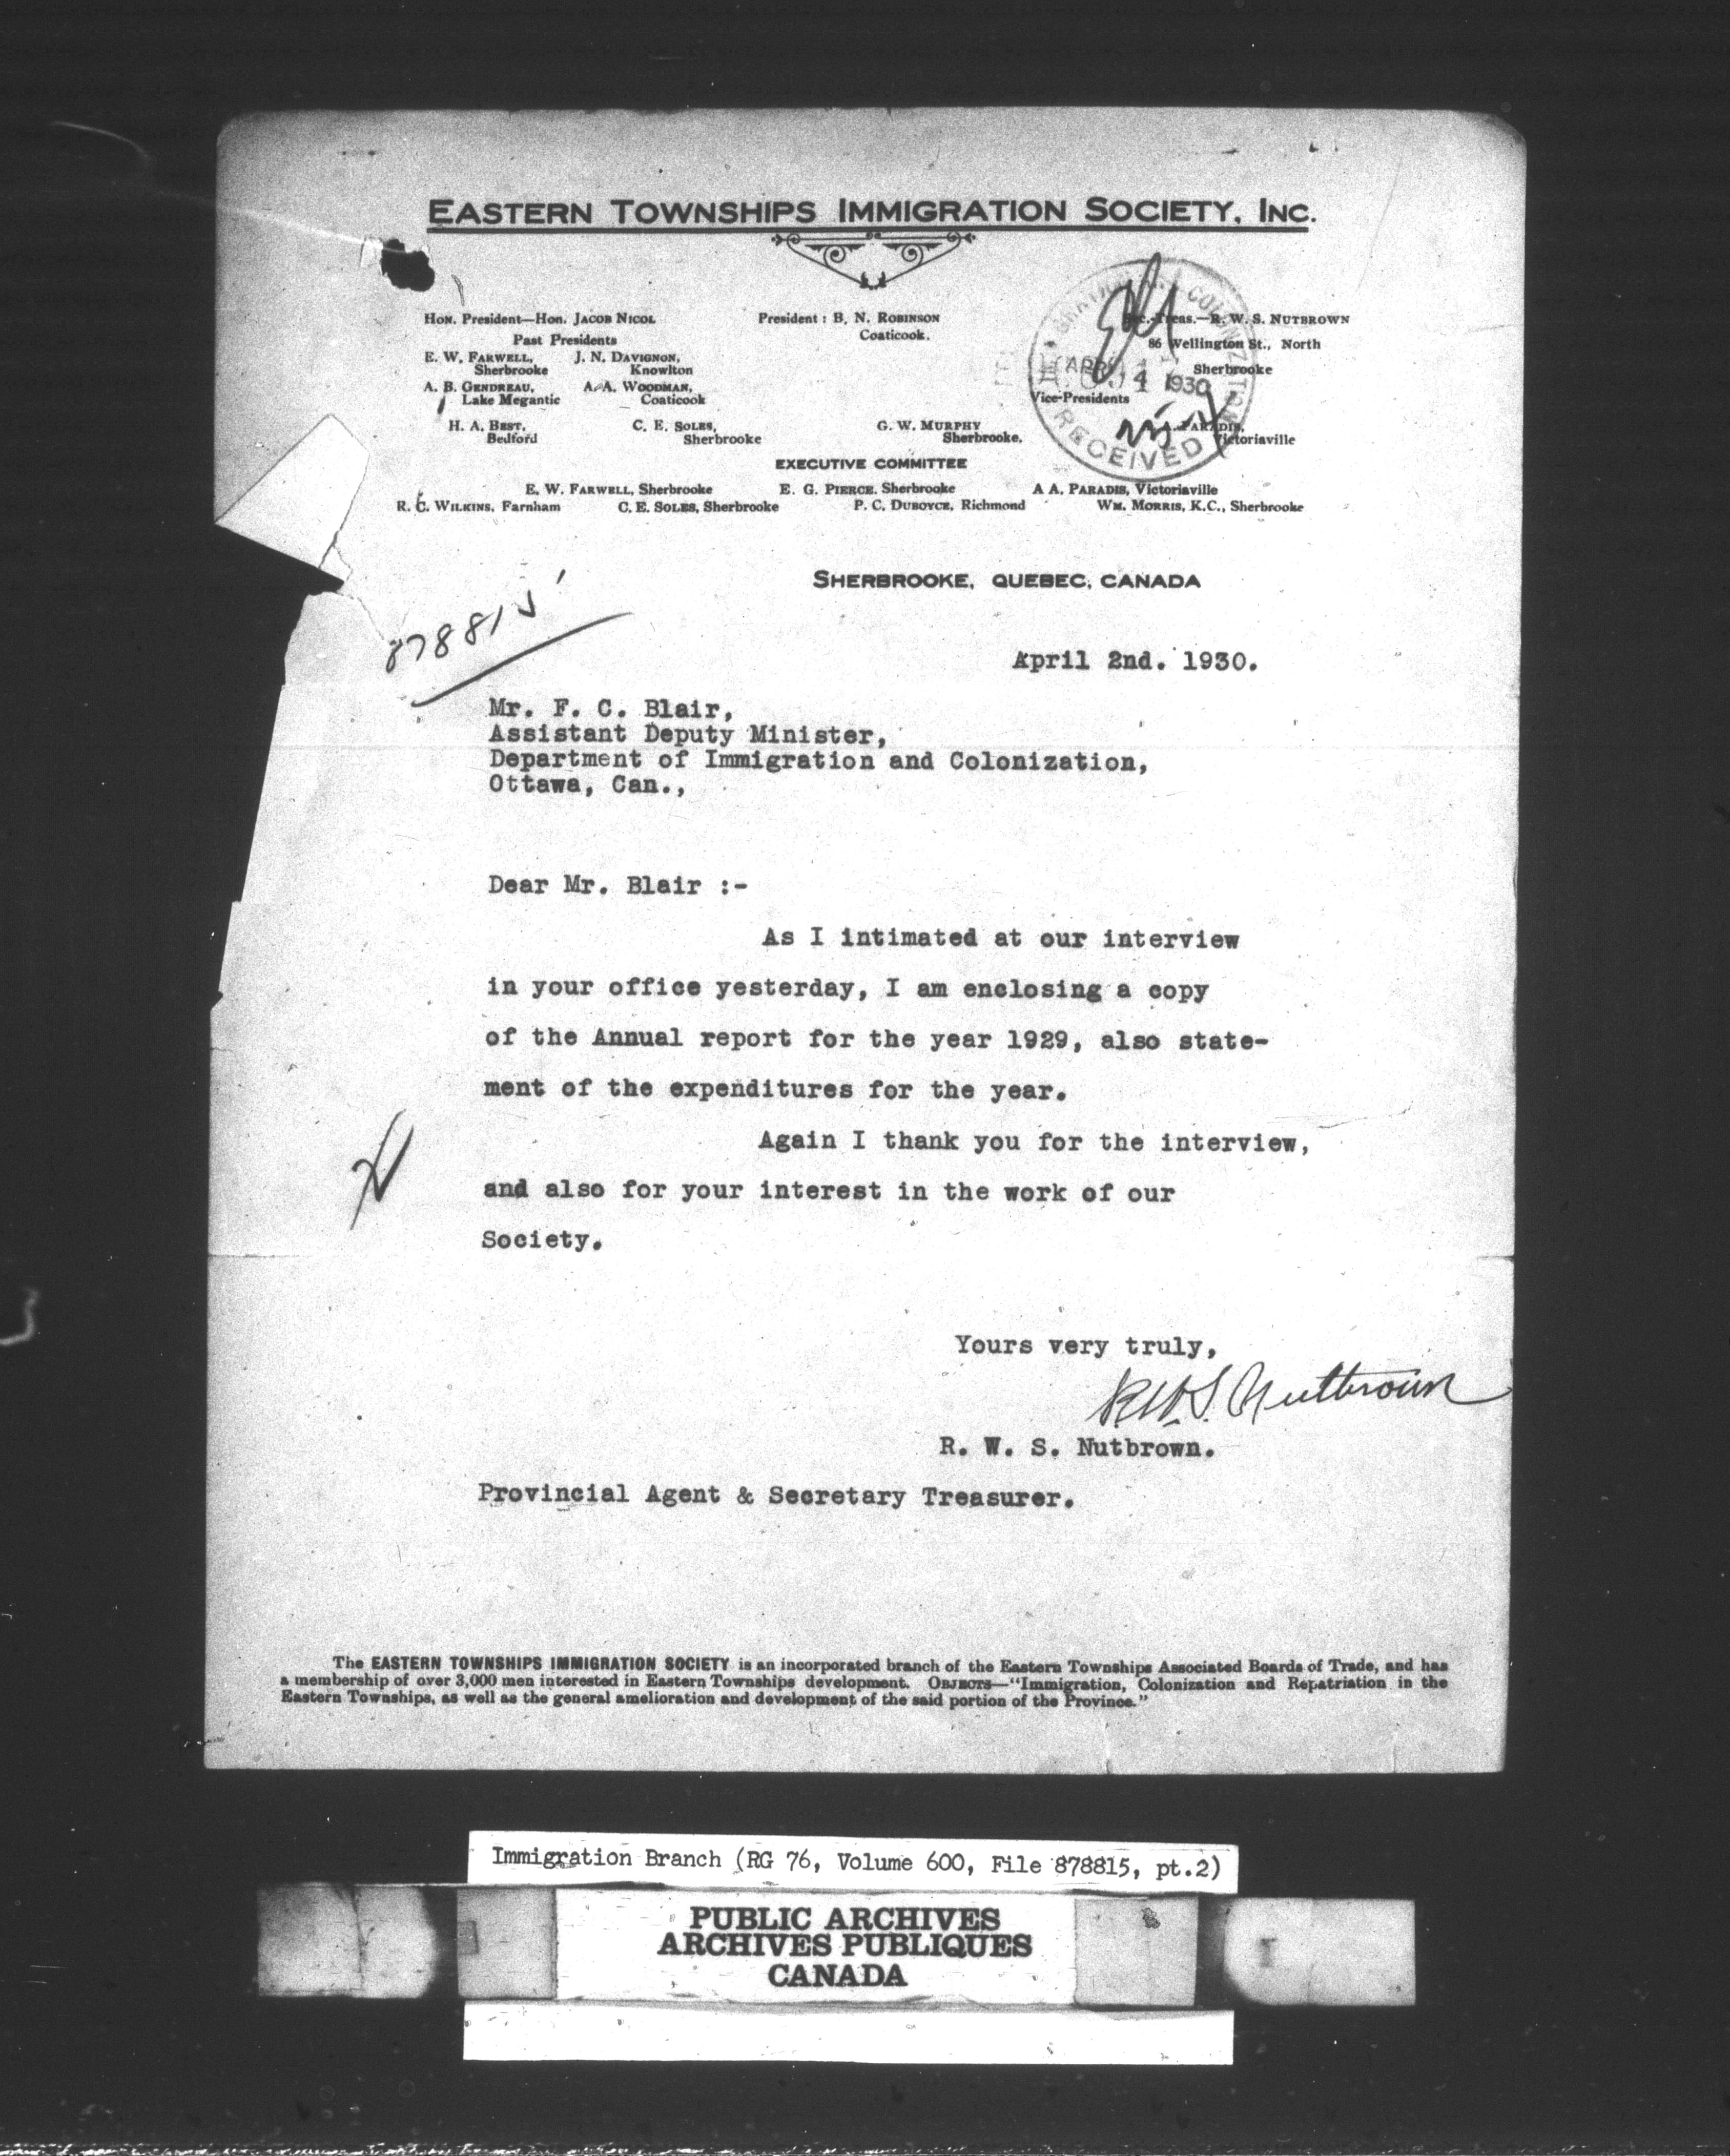 EASTERN TOWNSHIPS IMMIGRATION SOCIETY, INC.
HON. President—Hon. JACOB NICOL President : B. N. ROBINSON Sec.-Treas.—R. W. S. NUTBROWN
Past Presidents Coaticook. 86 Wellington St., North
E. W. FARWELL, J. N. DAVIGNON,
Sherbrooke Knowlton Sherbrooke
A. B. GENDREAU, A. A. WOODMAN,
Lake Megantic Coaticook Vice-Presidents
H. A. BEST, C. E. SOLES, G. W. MURPHY PARADIS,
Bedford Sherbrooke Sherbrooke. Victoriaville
APR 4 1930
RECEIVED
EXECUTIVE COMMITTEE
E. W. FARWELL, Sherbrooke E. G. PIERCE, Sherbrooke A A. PARADIS, Victoriaville
R. C. WILKINS, Farnham C. E. SOLES, Sherbrooke P. C. DUBOYCE, Richmond WM. MORRIS, K.C., Sherbrooke
SHERBROOKE, QUEBEC, CANADA
878815
April 2nd. 1930.
Mr. F. C. Blair,
Assistant Deputy Minister,
Department of Immigration and Colonization,
Ottawa, Can.,
Dear Mr. Blair :-
As I intimated at our interview
in your office yesterday, I am enclosing a copy
of the Annual report for the year 1929, also state-
ment of the expenditures for the year.
Again I thank you for the interview,
and also for your interest in the work of our
Society.
Yours very truly,
R.W.S. Nutbrown
R. W. S. Nutbrown.
Provincial Agent & Secretary Treasurer.
The EASTERN TOWNSHIPS IMMIGRATION SOCIETY is an incorporated branch of the Eastern Townships Associated Boards of Trade, and has
a membership of over 3,000 men interested in Eastern Townships development. OBJECTS—"Immigration, Colonization and Repatriation in the
Eastern Townships, as well as the general amelioration and development of the said portion of the Province."
Immigration Branch (RG 76, Volume 600, File 878815, pt.2)
PUBLIC ARCHIVES
ARCHIVES PUBLIQUES
CANADA